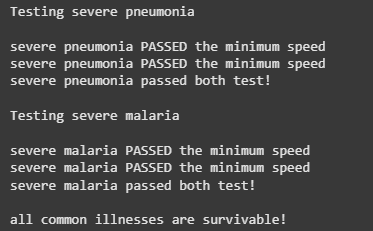 Testing severe pneumonia
severe pneumonia PASSED the minimum speed
severe pneumonia PASSED the minimum speed
severe pneumonia passed both test!
Testing severe malaria
severe malaria PASSED the minimum speed
severe malaria PASSED the minimum speed
severe malaria passed both test!
all common illnesses are survivable!